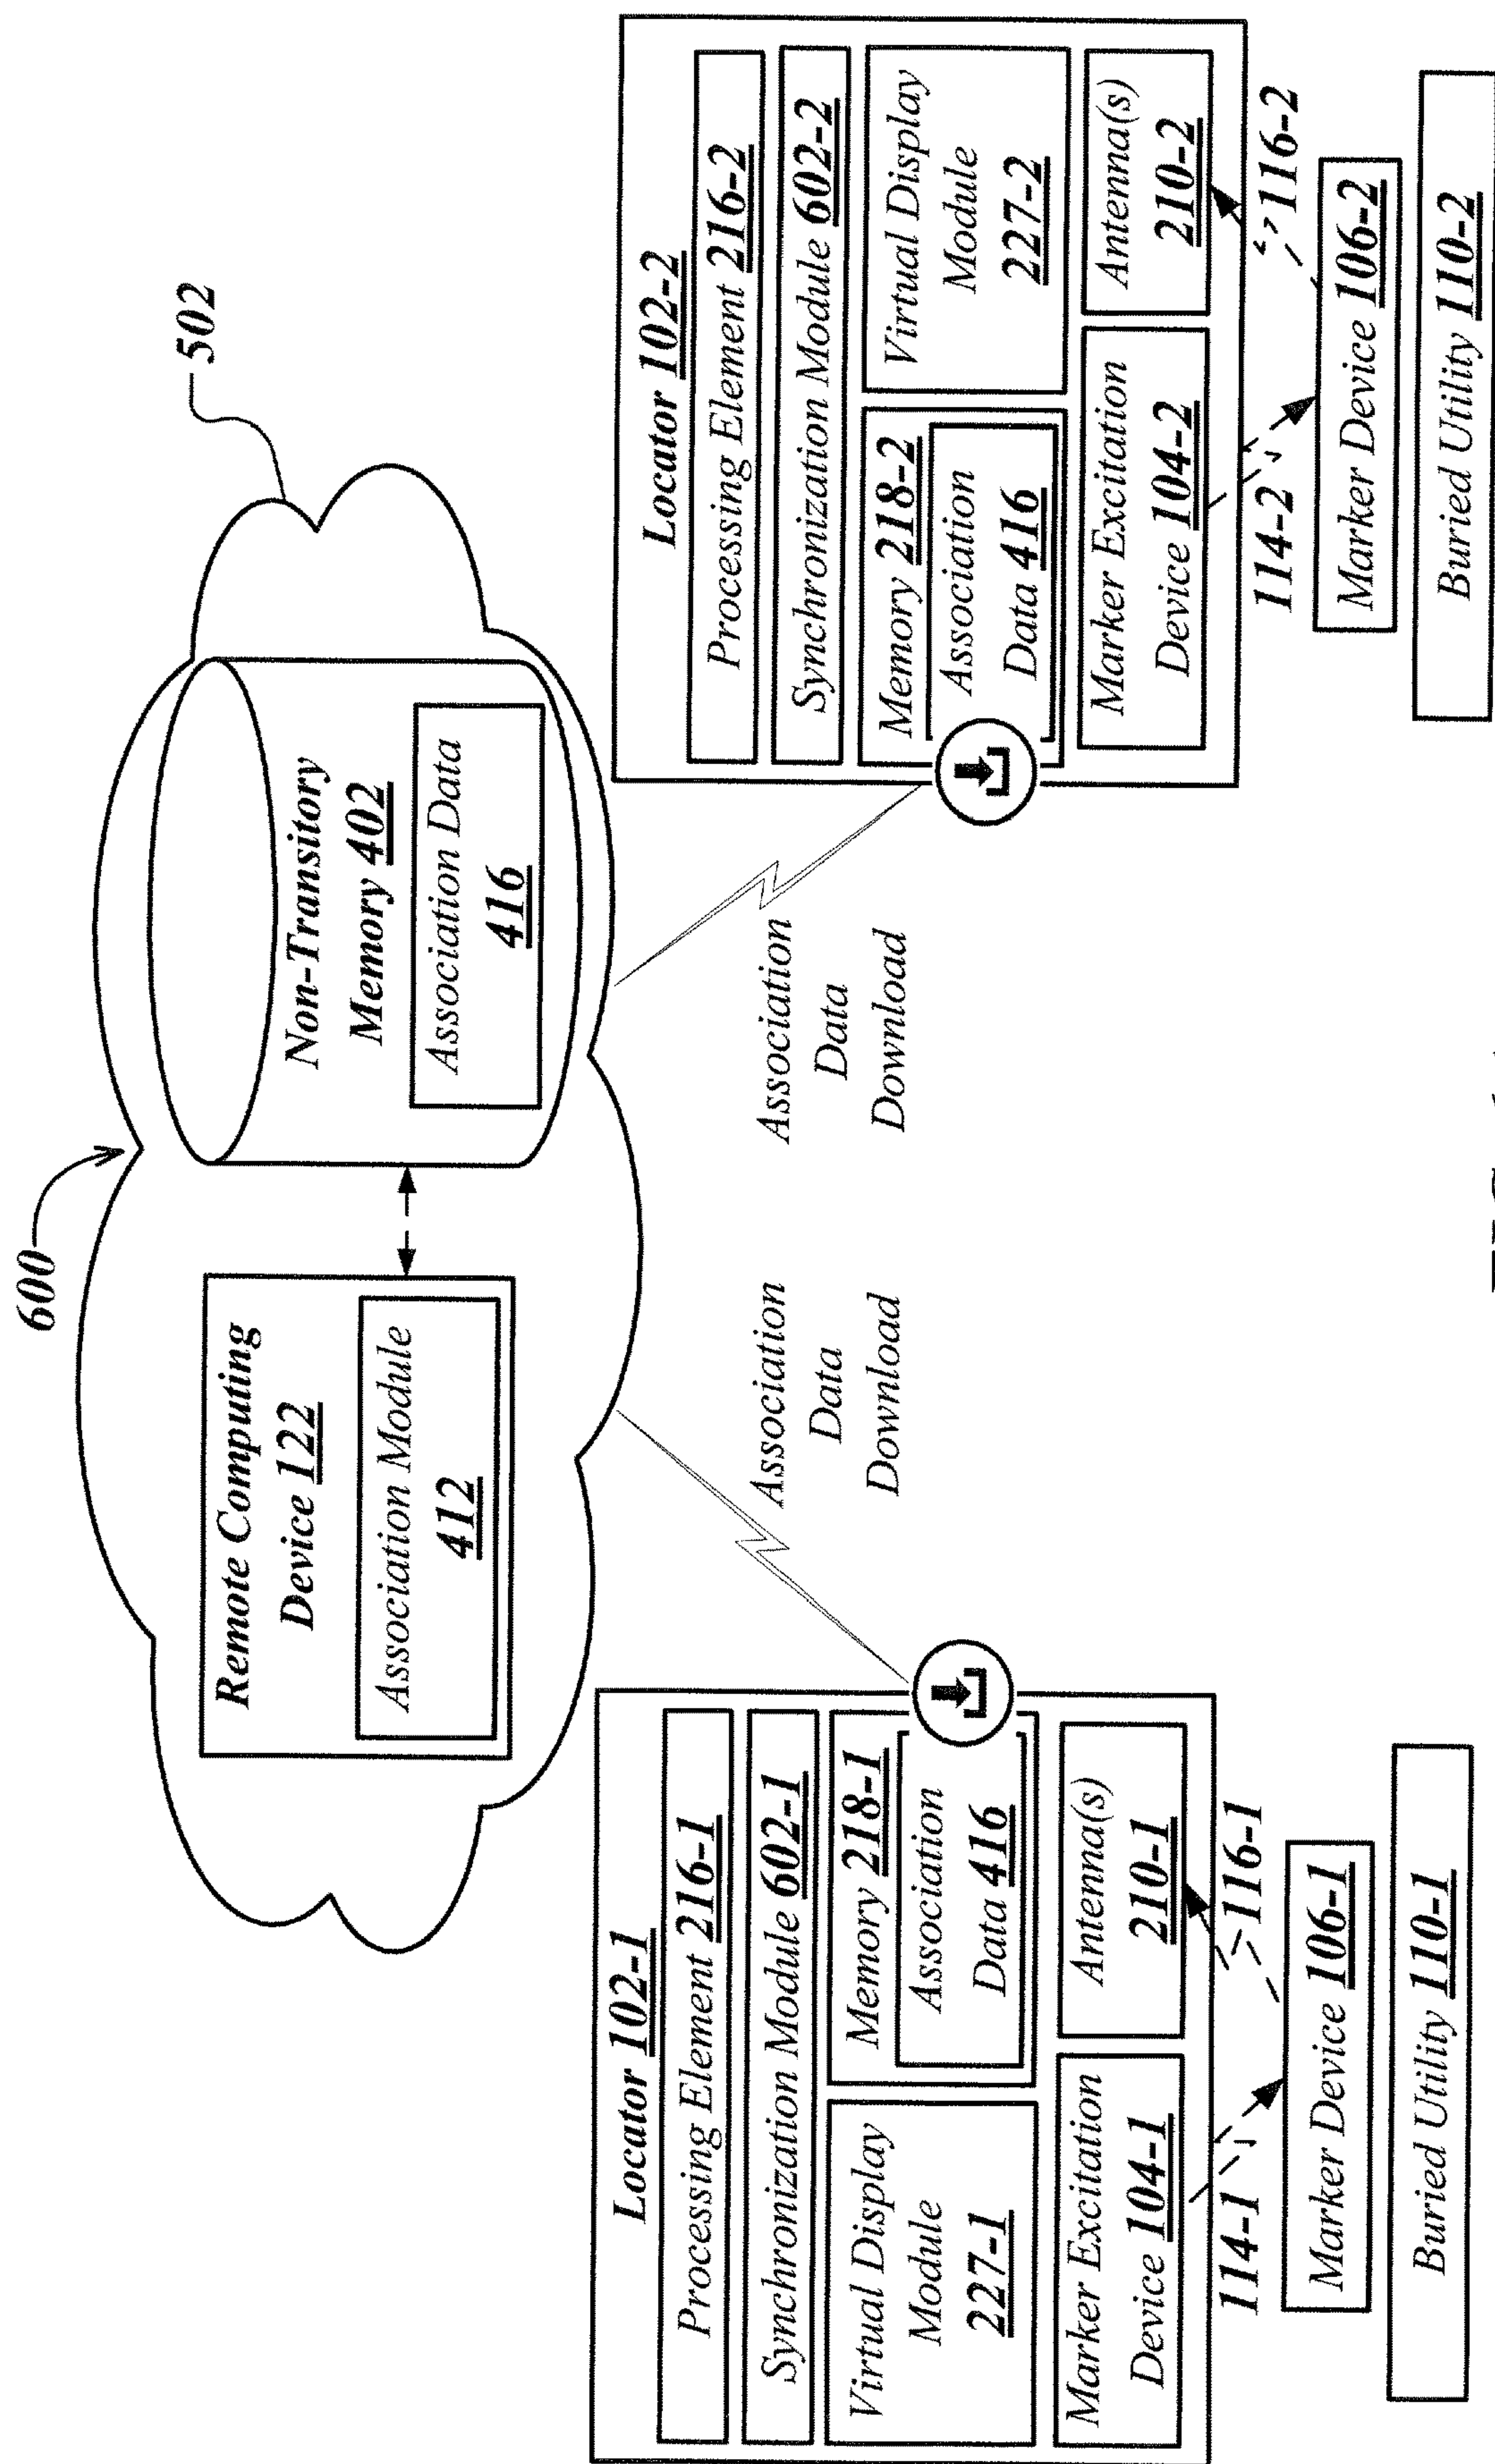 600
502
Remote Computing
Device 122
Association Module
412
Non-Transitory
Memory 402
Association Data
416
Association
Data
Download
Association
Data
Download
Locator 102-1
Processing Element 216-1
Synchronization Module 602-1
Virtual Display
Module
227-1
Memory 218-1
Association
Data 416
Marker Excitation
Device 104-1
Antenna(s)
210-1
114-1
116-1
Marker Device 106-1
Buried Utility 110-1
Locator 102-2
Processing Element 216-2
Synchronization Module 602-2
Memory 218-2
Association
Data 416
Virtual Display
Module
227-2
Marker Excitation
Device 104-2
Antenna(s)
210-2
114-2
116-2
Marker Device 106-2
Buried Utility 110-2